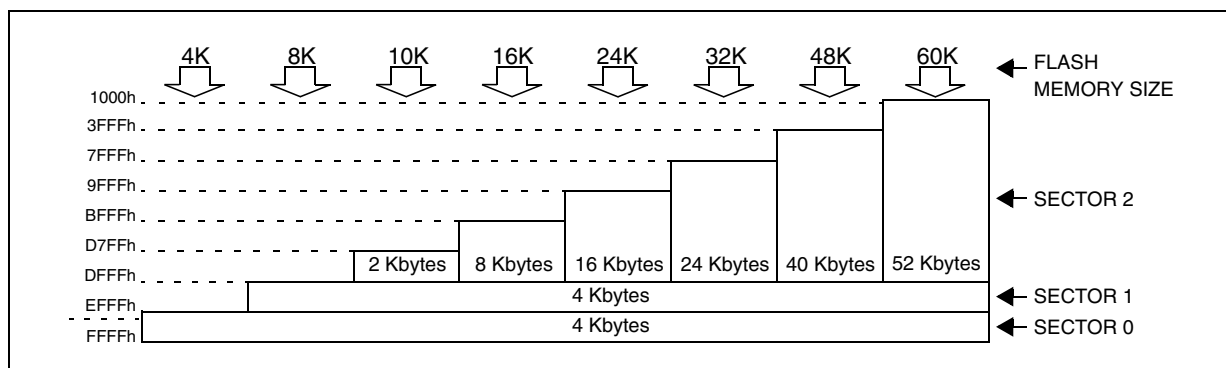 4K 8K 10K 16K 24K 32K 48K 60K
FLASH
MEMORY SIZE
1000h
3FFFh
7FFFh
9FFFh
SECTOR 2
BFFFh
D7FFh
2 Kbytes 8 Kbytes 16 Kbytes 24 Kbytes 40 Kbytes 52 Kbytes
DFFFh
4 Kbytes
SECTOR 1
EFFFh
4 Kbytes
SECTOR 0
FFFFh